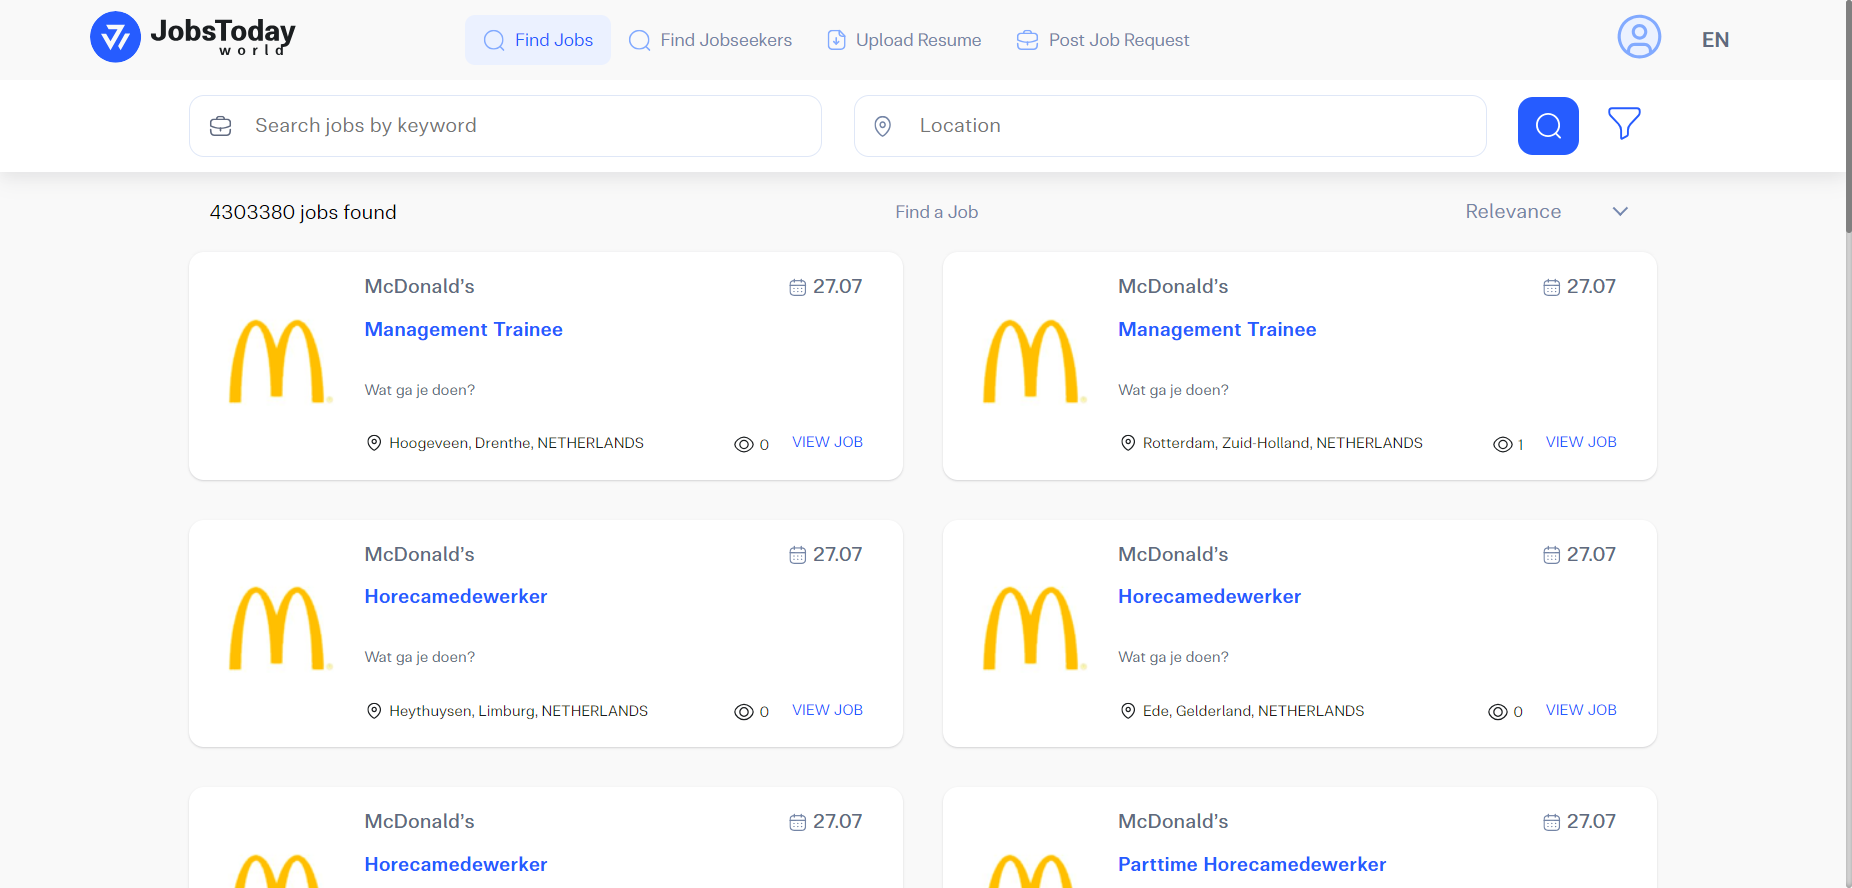 JobsToday
world
Find Jobs
Find Jobseekers
Upload Resume
Post Job Request
EN
Search jobs by keyword
Location
4303380 jobs found
Find a Job
Relevance
McDonald's
27.07
Management Trainee
Wat ga je doen?
Hoogeveen, Drenthe, NETHERLANDS
0
VIEW JOB
McDonald's
27.07
Management Trainee
Wat ga je doen?
Rotterdam, Zuid-Holland, NETHERLANDS
1
VIEW JOB
McDonald's
27.07
Horecamedewerker
Wat ga je doen?
Heythuysen, Limburg, NETHERLANDS
0
VIEW JOB
McDonald's
27.07
Horecamedewerker
Wat ga je doen?
Ede, Gelderland, NETHERLANDS
0
VIEW JOB
McDonald's
27.07
Horecamedewerker
McDonald's
27.07
Parttime Horecamedewerker